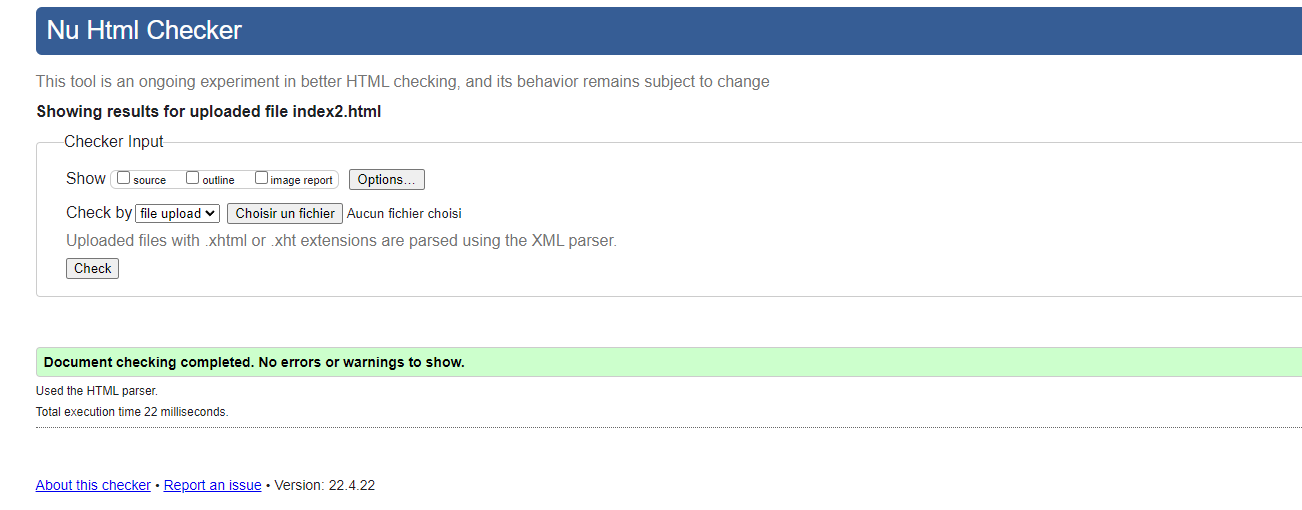 Nu Html Checker
This tool is an ongoing experiment in better HTML checking, and its behavior remains subject to change
Showing results for uploaded file index2.html
Checker Input
Show source outline image report Options...
Check by file upload Choisir un fichier Aucun fichier choisi
Uploaded files with .xhtml or .xht extensions are parsed using the XML parser.
Check
Document checking completed. No errors or warnings to show.
Used the HTML parser.
Total execution time 22 milliseconds.
About this checker • Report an issue • Version: 22.4.22